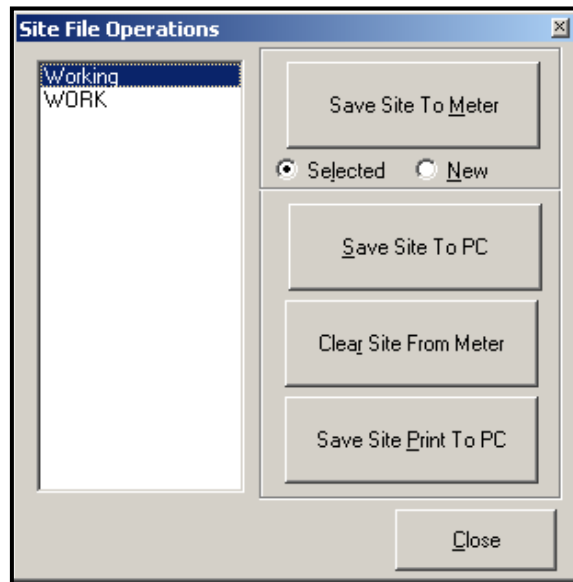 Site File Operations
Working
WORK
Save Site To Meter
Selected New
Save Site To PC
Clear Site From Meter
Save Site Print To PC
Close